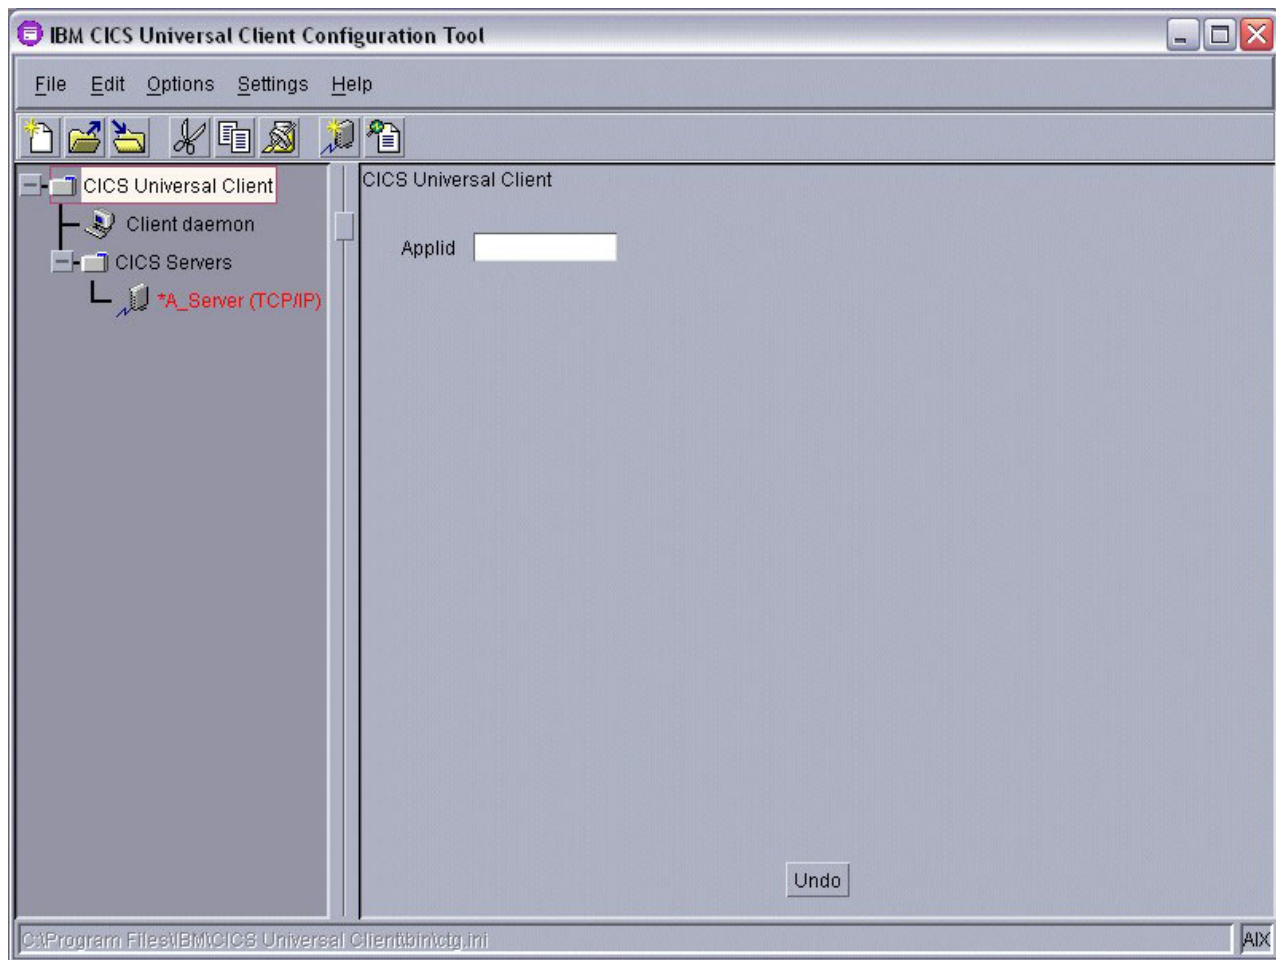 IBM CICS Universal Client Configuration Tool
File Edit Options Settings Help
CICS Universal Client
Client daemon
CICS Servers
*A_Server (TCP/IP)
CICS Universal Client
Applid
Undo
C:\Program Files\IBM\CICS Universal Client\bin\ctg.ini
AIX